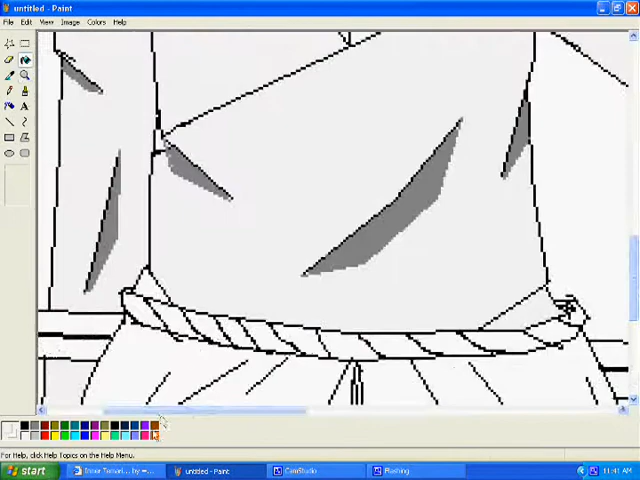 untitled - Paint
File Edit View Image Colors Help
A
For Help, click Help Topics on the Help Menu.
start
untitled - Paint
CamStudio
Flashing
11:41 AM